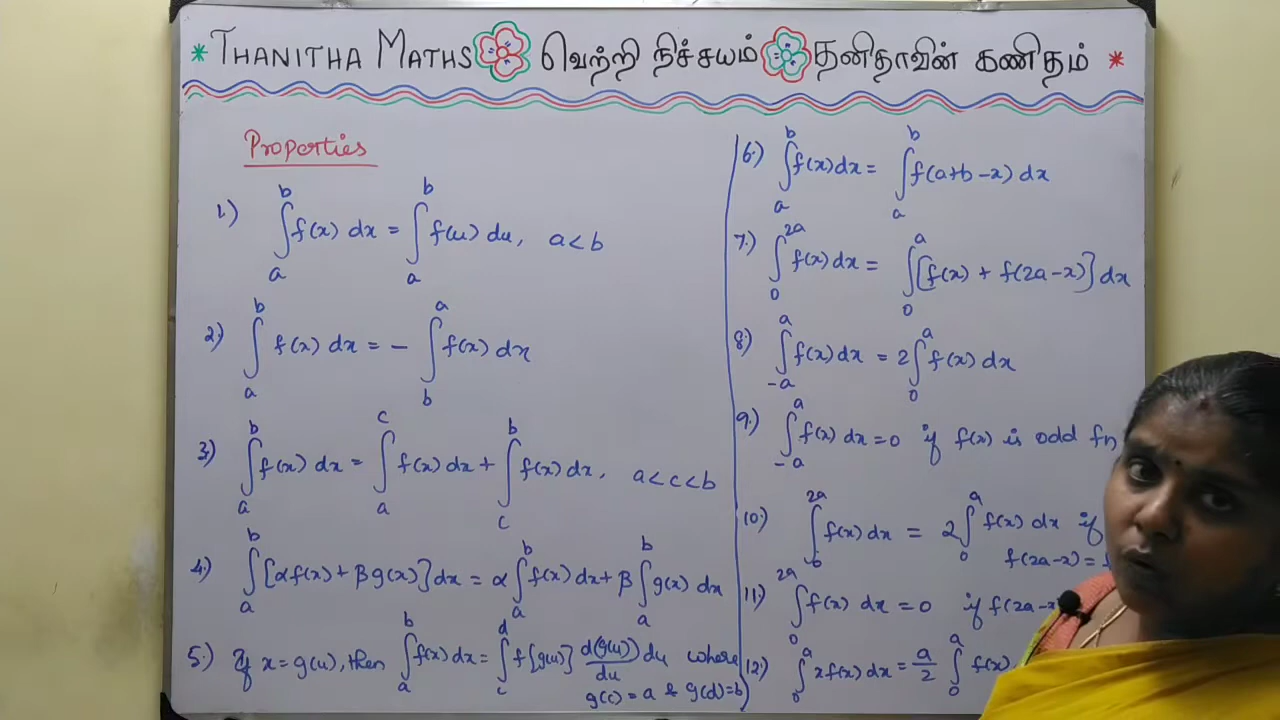 * THANITHA MATHS வெற்றி நிச்சயம் தனிதாவின் கணிதம் *
Properties
1) ∫_a^b f(x) dx = ∫_a^b f(u) du, a < b
2) ∫_a^b f(x) dx = - ∫_b^a f(x) dx
3) ∫_a^b f(x) dx = ∫_a^c f(x) dx + ∫_c^b f(x) dx, a < c < b
4) ∫_a^b [αf(x) + βg(x)] dx = α ∫_a^b f(x) dx + β ∫_a^b g(x) dx
5) If x = g(u), then ∫_a^b f(x) dx = ∫_c^d f[g(u)] d(g(u))/du du where
g(c) = a & g(d) = b
6) ∫_a^b f(x) dx = ∫_a^b f(a+b-x) dx
7) ∫_0^2a f(x) dx = ∫_0^a [f(x) + f(2a-x)] dx
8) ∫_-a^a f(x) dx = 2 ∫_0^a f(x) dx
9) ∫_-a^a f(x) dx = 0 if f(x) is odd fn
10) ∫^2a f(x) dx = 2 ∫_0^a f(x) dx if
f(2a-x) =
11) ∫_0^2a f(x) dx = 0 if f(2a-x
12) ∫_0^a x f(x) dx = a/2 ∫_0^a f(x)